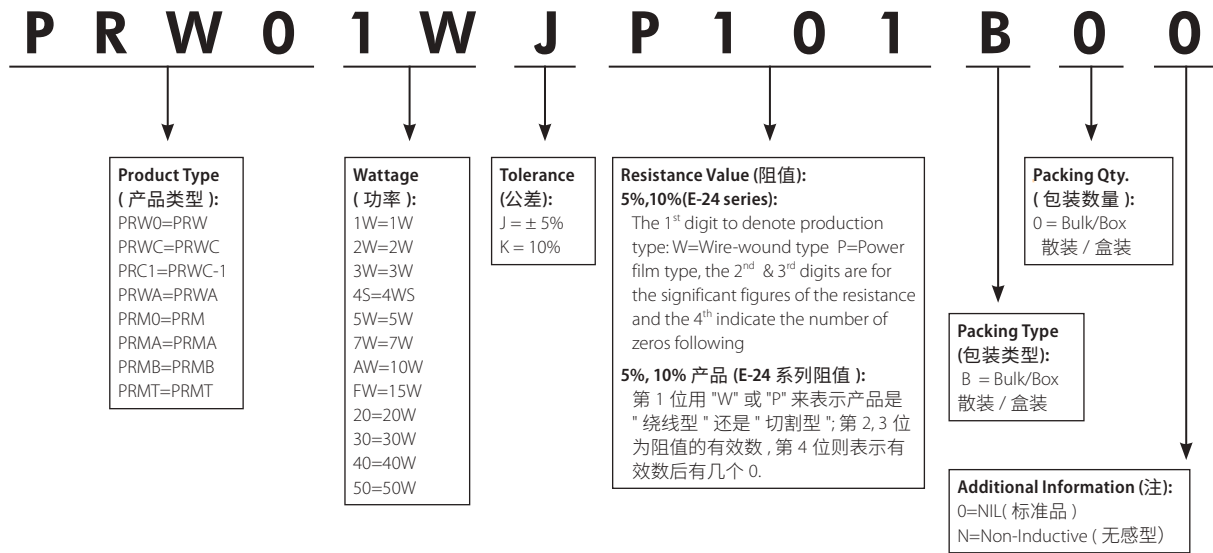 P R W 0 1 W J P 1 0 1 B 0 0
Product Type
( 产品类型 ):
PRW0=PRW
PRWC=PRWC
PRC1=PRWC-1
PRWA=PRWA
PRM0=PRM
PRMA=PRMA
PRMB=PRMB
PRMT=PRMT
Wattage
( 功率 ):
1W=1W
2W=2W
3W=3W
4S=4WS
5W=5W
7W=7W
AW=10W
FW=15W
20=20W
30=30W
40=40W
50=50W
Tolerance
(公差):
J = ± 5%
K = 10%
Resistance Value (阻值):
5%,10%(E-24 series):
The 1st digit to denote production
type: W=Wire-wound type P=Power
film type, the 2nd & 3rd digits are for
the significant figures of the resistance
and the 4th indicate the number of
zeros following
5%, 10% 产品 (E-24 系列阻值 ):
第 1 位用 "W" 或 "P" 来表示产品是
" 绕线型 " 还是 " 切割型 "; 第 2, 3 位
为阻值的有效数 , 第 4 位则表示有
效数后有几个 0.
Packing Qty.
( 包装数量 ):
0 = Bulk/Box
散装 / 盒装
Packing Type
(包装类型):
B = Bulk/Box
散装 / 盒装
Additional Information (注):
0=NIL( 标准品 )
N=Non-Inductive ( 无感型)